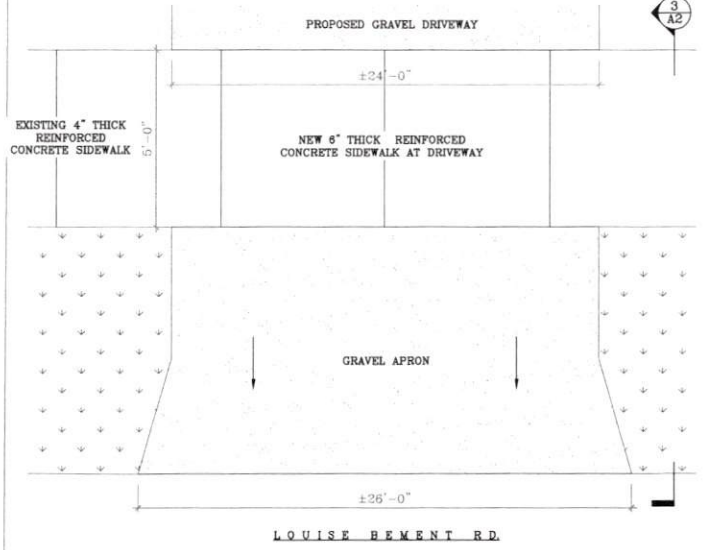 PROPOSED GRAVEL DRIVEWAY
3
A2
±24'-0"
EXISTING 4" THICK
REINFORCED
CONCRETE SIDEWALK
5'-0"
NEW 6" THICK REINFORCED
CONCRETE SIDEWALK AT DRIVEWAY
GRAVEL APRON
±26'-0"
LOUISE BEMENT RD.